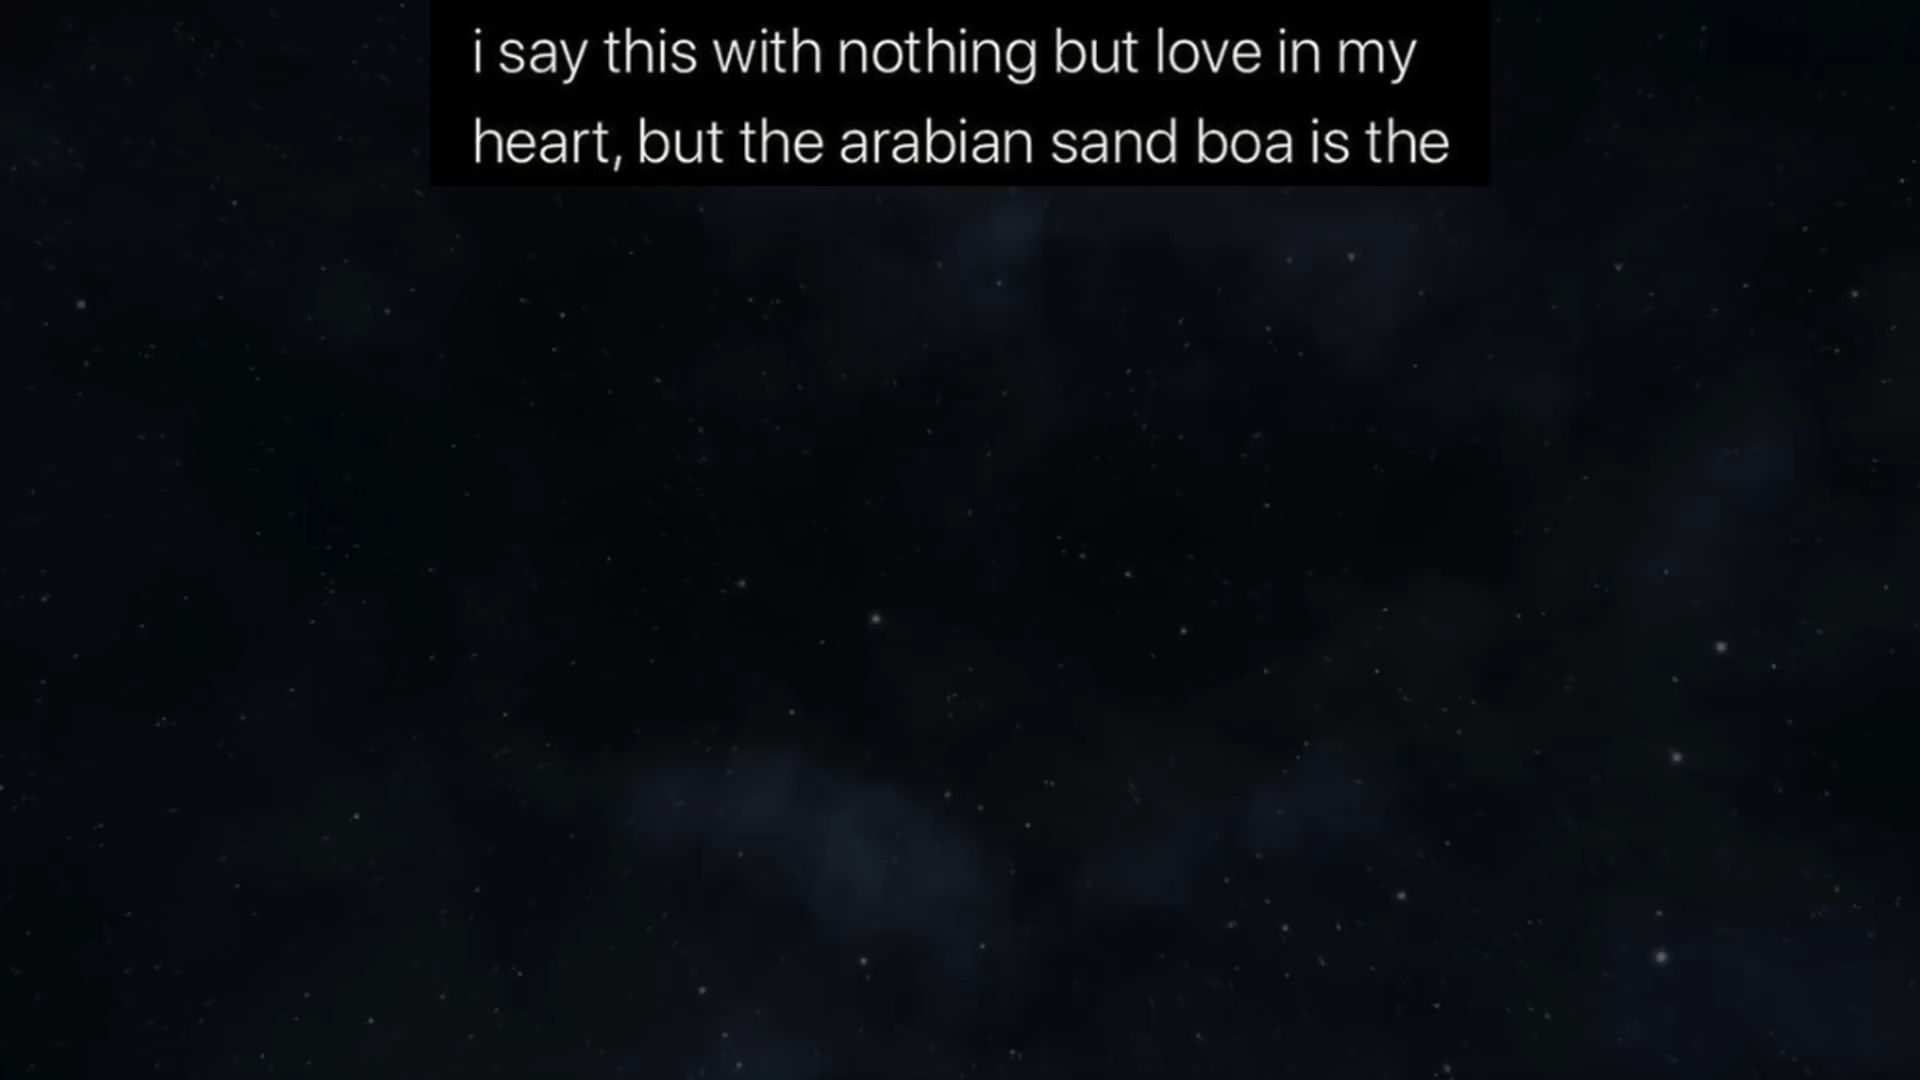 i say this with nothing but love in my
heart, but the arabian sand boa is the